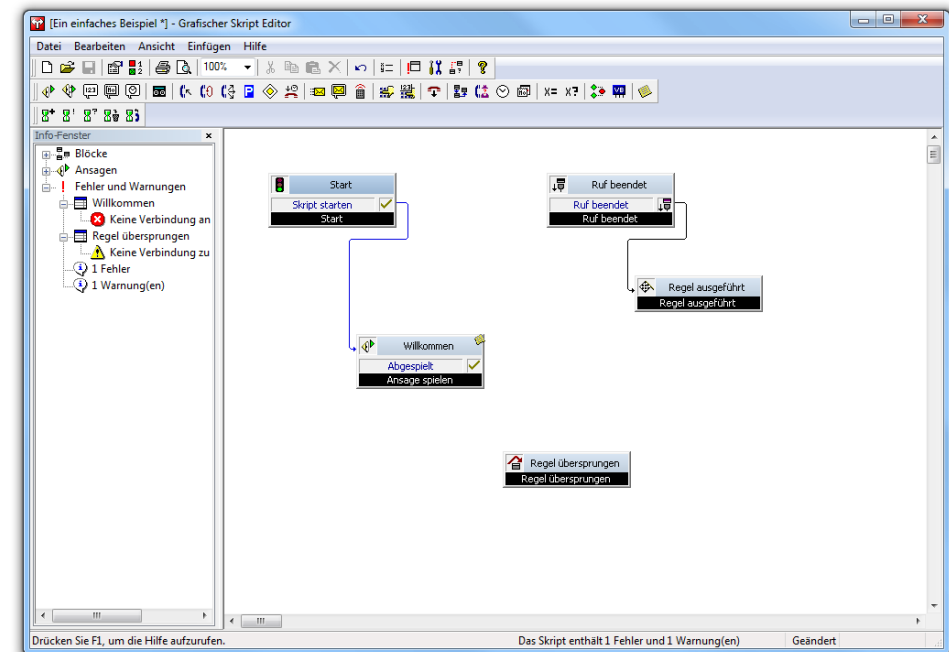 [Ein einfaches Beispiel *] - Grafischer Skript Editor
Datei Bearbeiten Ansicht Einfügen Hilfe
100%
x= x?
Info-Fenster
Blöcke
Ansagen
Fehler und Warnungen
Willkommen
Keine Verbindung an
Regel übersprungen
Keine Verbindung zu
1 Fehler
1 Warnung(en)
Start
Skript starten
Start
Ruf beendet
Ruf beendet
Ruf beendet
Regel ausgeführt
Regel ausgeführt
Willkommen
Abgespielt
Ansage spielen
Regel übersprungen
Regel übersprungen
Drücken Sie F1, um die Hilfe aufzurufen. Das Skript enthält 1 Fehler und 1 Warnung(en) Geändert